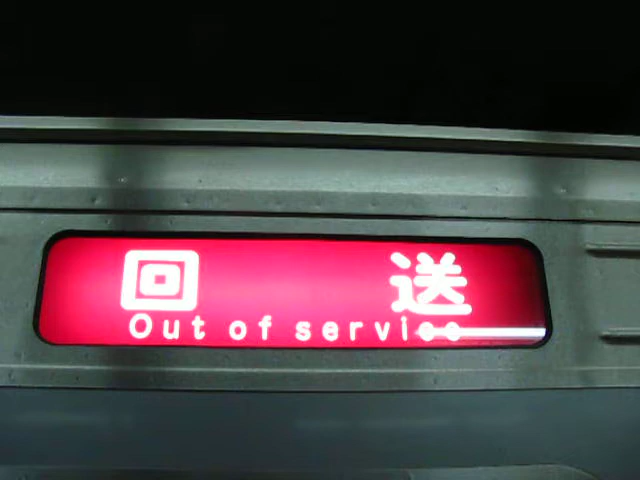 回送
Out of service